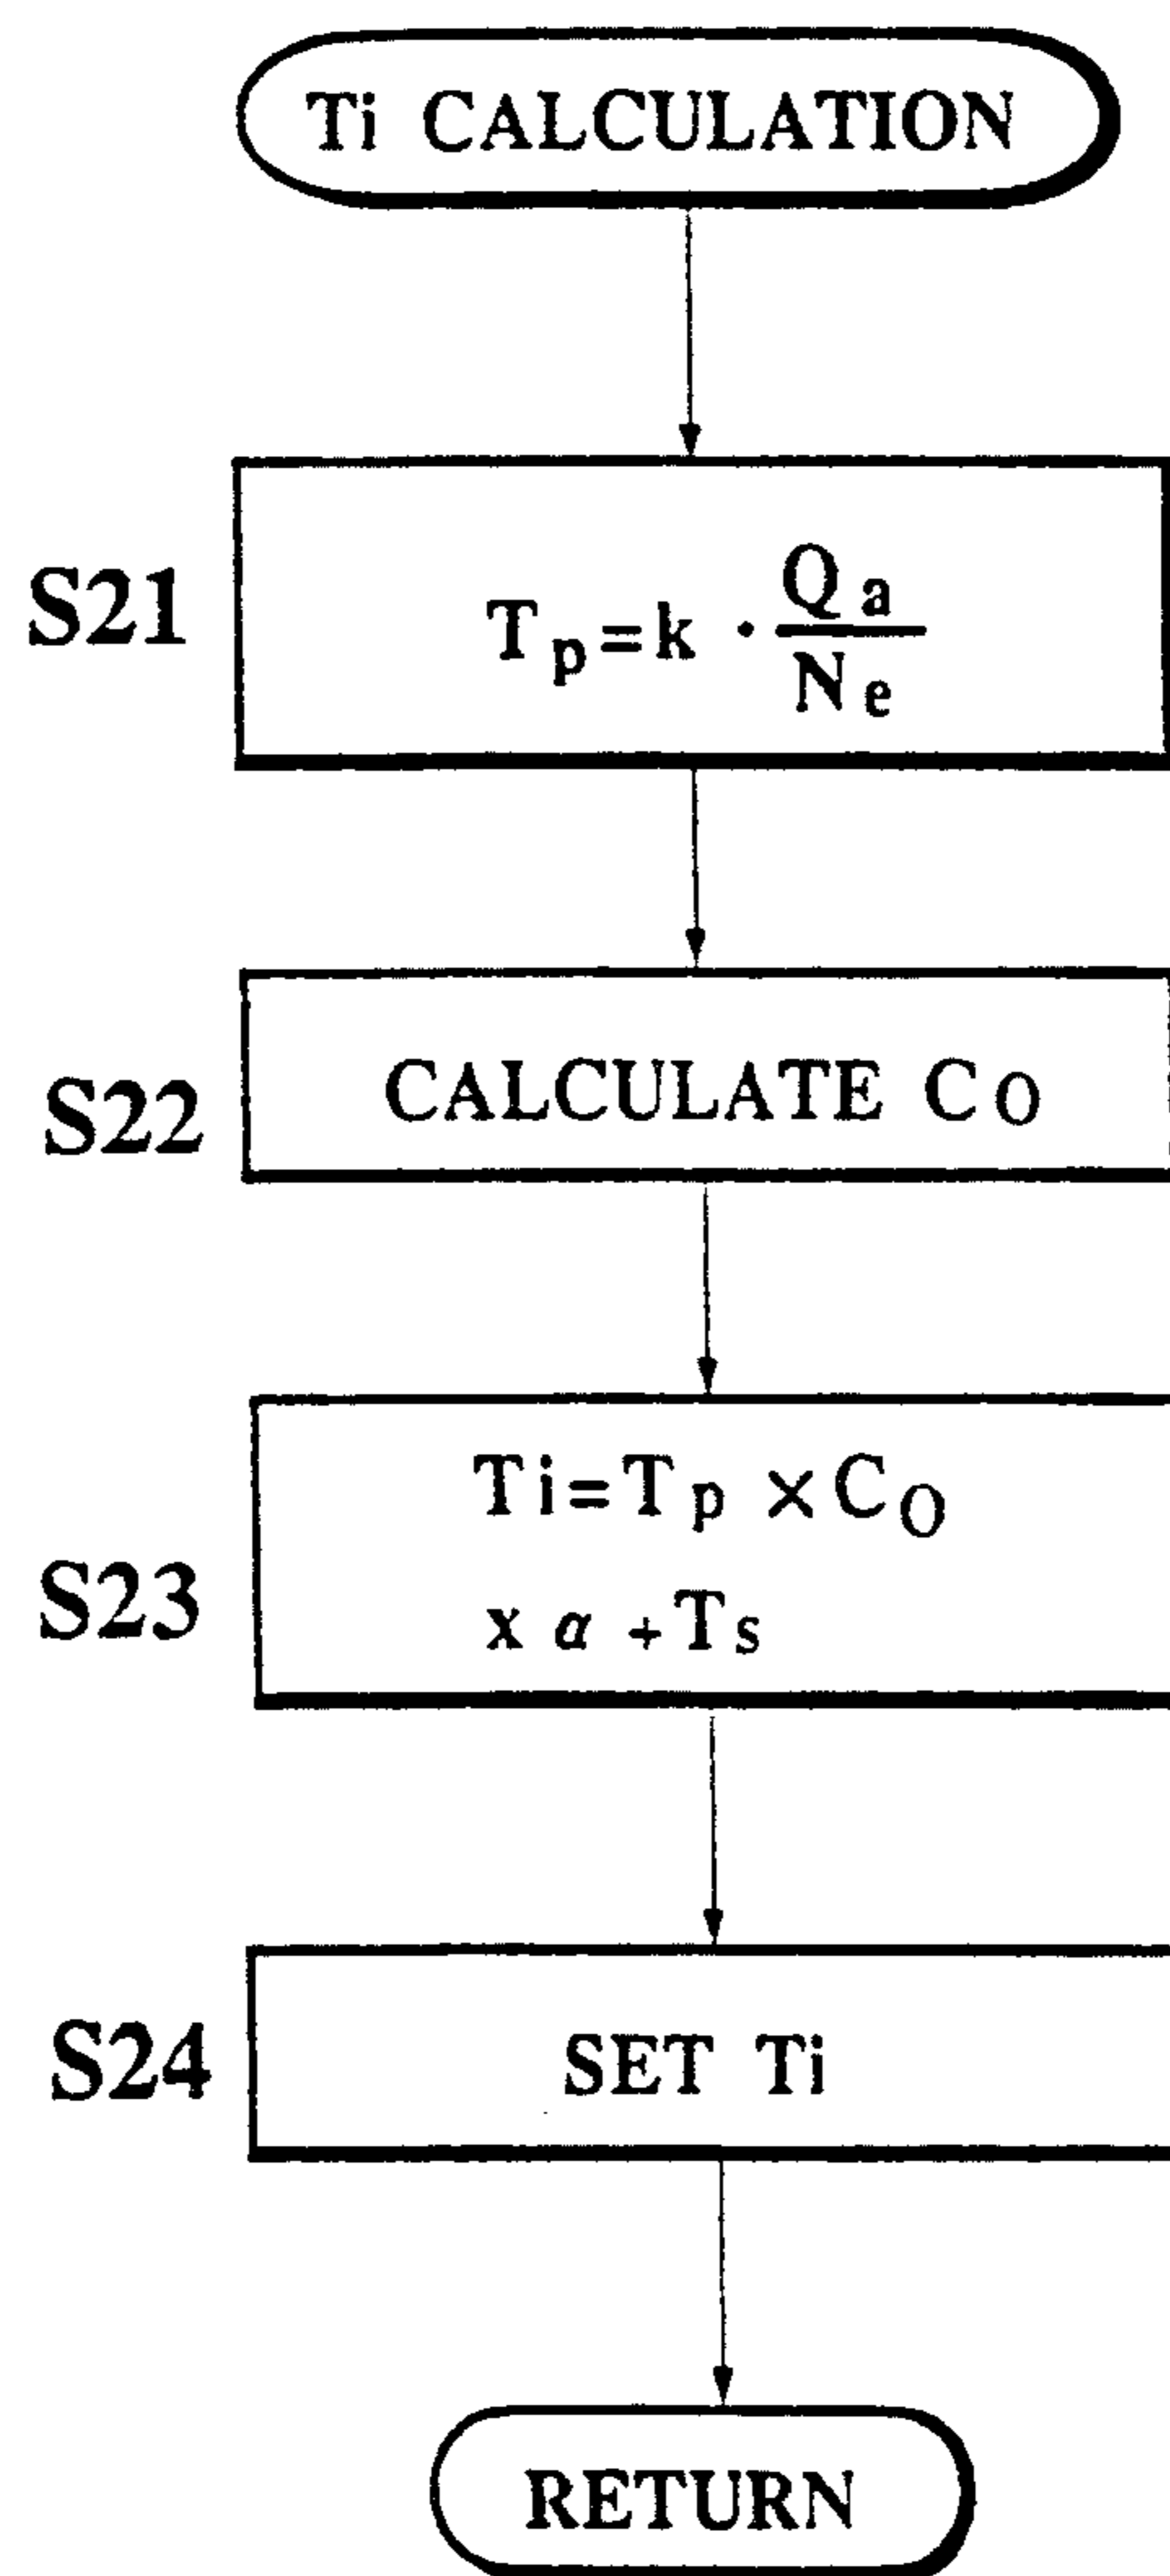 Ti CALCULATION
S21
Tp=k · Qa/Ne
S22
CALCULATE CO
S23
Ti=Tp ×CO
x α +Ts
S24
SET Ti
RETURN